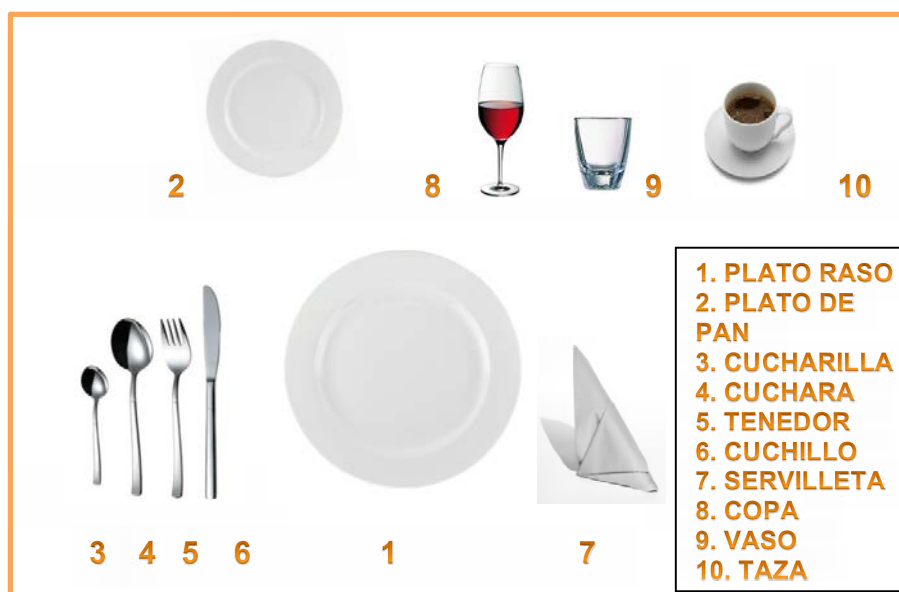 2
8
9
10
1. PLATO RASO
2. PLATO DE
PAN
3. CUCHARILLA
4. CUCHARA
5. TENEDOR
6. CUCHILLO
7. SERVILLETA
8. COPA
9. VASO
10. TAZA
3 4 5 6 1 7